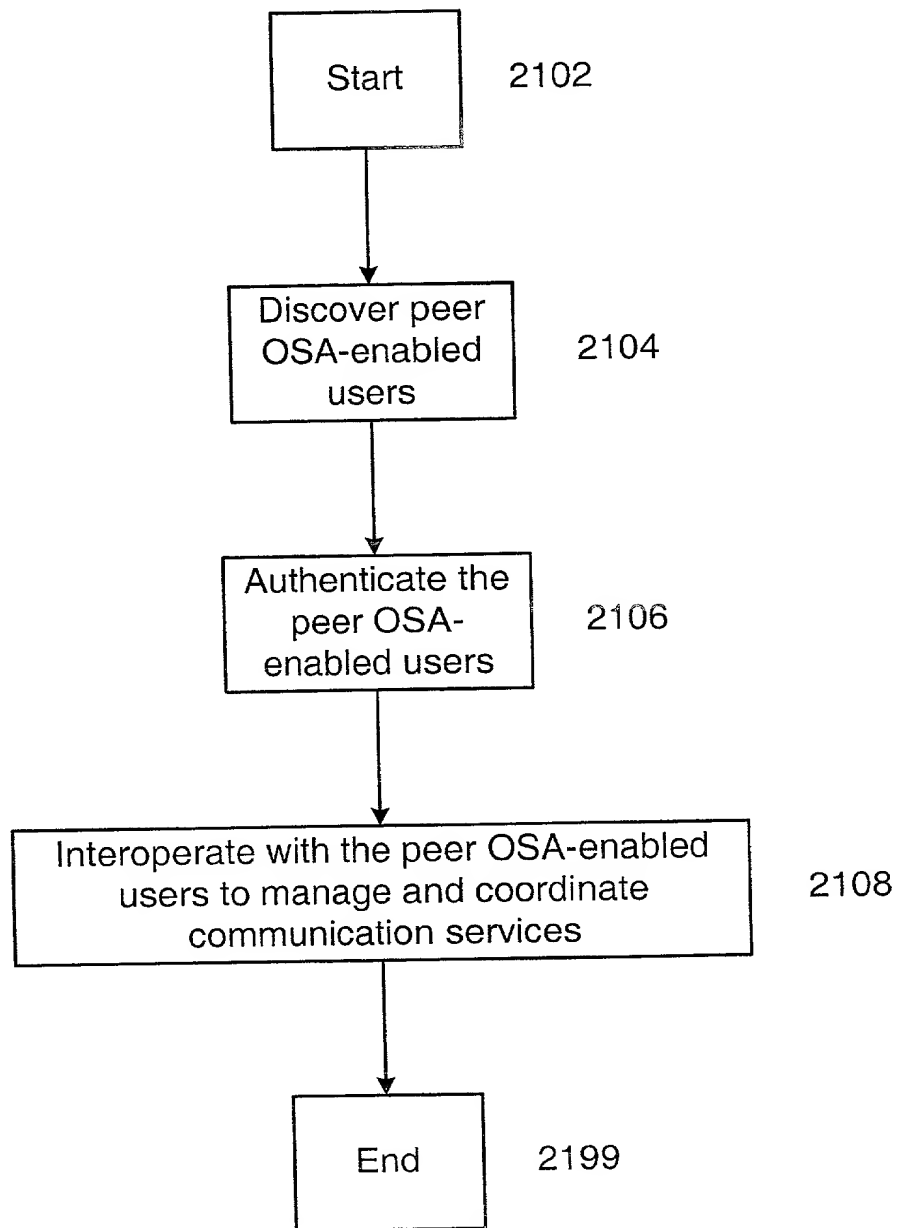 Start 2102
Discover peer
OSA-enabled 2104
users
Authenticate the
peer OSA- 2106
enabled users
Interoperate with the peer OSA-enabled
users to manage and coordinate 2108
communication services
End 2199